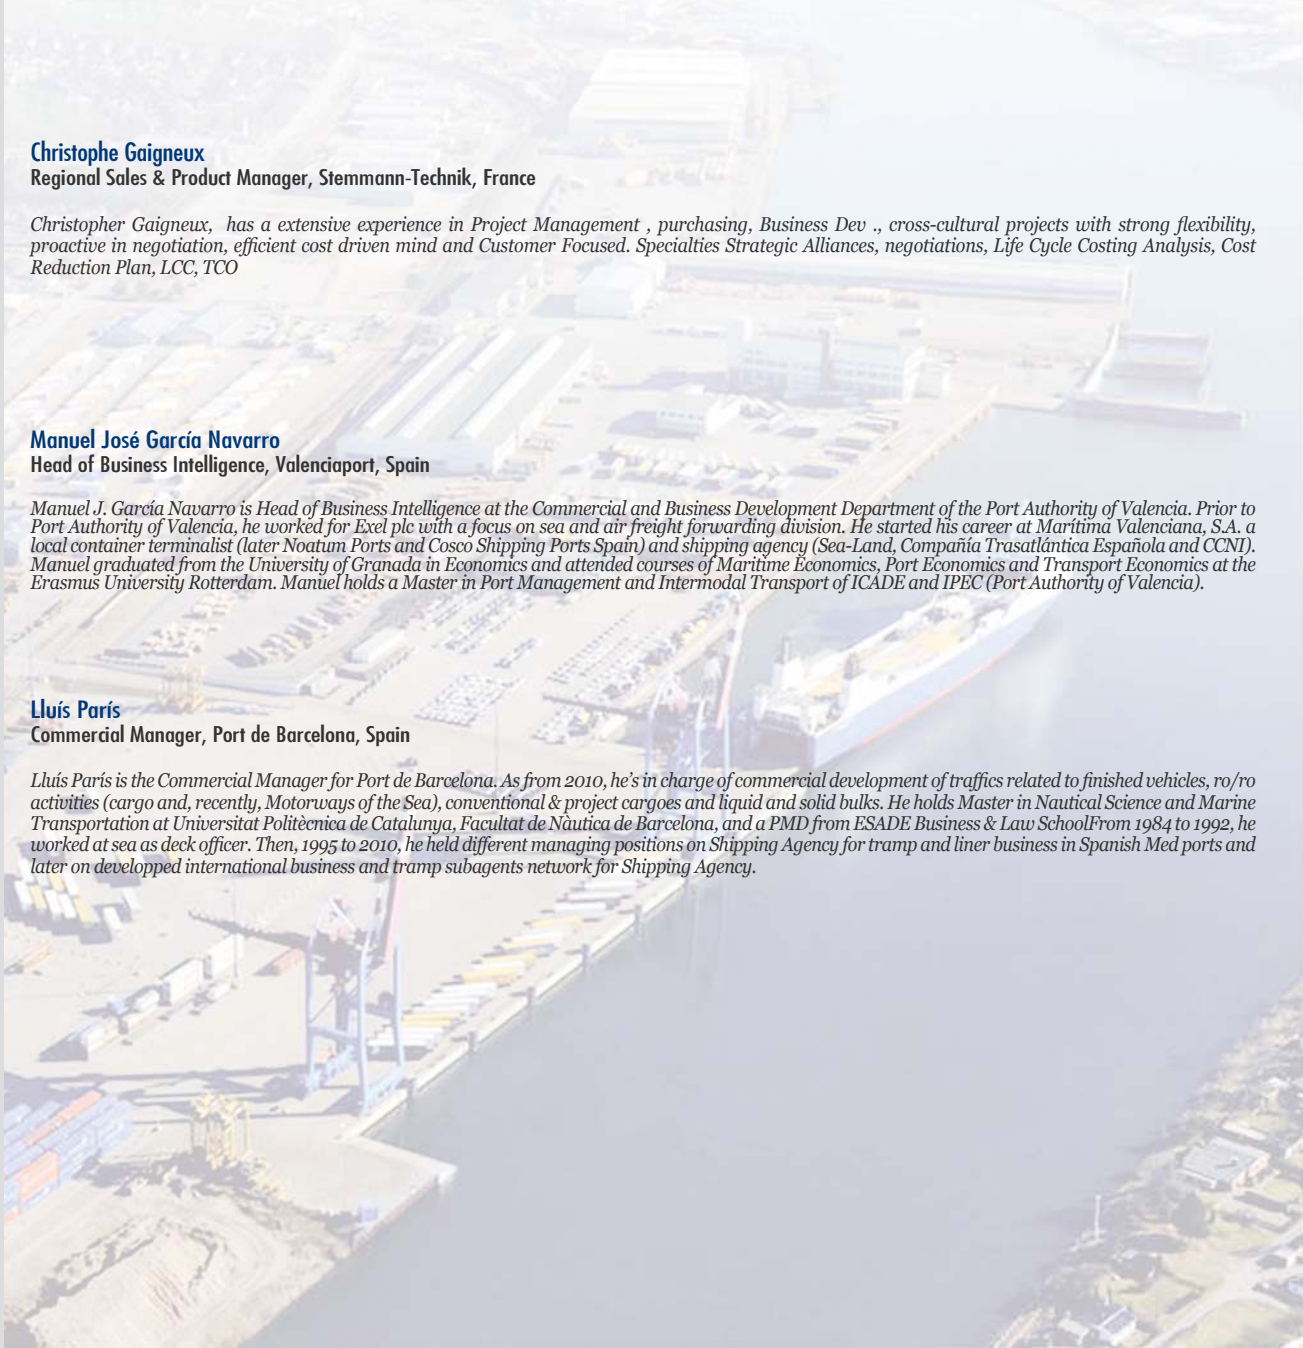 Christophe Gaigneux
Regional Sales & Product Manager, Stemmann-Technik, France
Christopher Gaigneux, has a extensive experience in Project Management , purchasing, Business Dev ., cross-cultural projects with strong flexibility,
proactive in negotiation, efficient cost driven mind and Customer Focused. Specialties Strategic Alliances, negotiations, Life Cycle Costing Analysis, Cost
Reduction Plan, LCC, TCO
Manuel José García Navarro
Head of Business Intelligence, Valenciaport, Spain
Manuel J. García Navarro is Head of Business Intelligence at the Commercial and Business Development Department of the Port Authority of Valencia. Prior to
Port Authority of Valencia, he worked for Exel plc with a focus on sea and air freight forwarding division. He started his career at Marítima Valenciana, S.A. a
local container terminalist (later Noatum Ports and Cosco Shipping Ports Spain) and shipping agency (Sea-Land, Compañía Trasatlántica Española and CCNI).
Manuel graduated from the University of Granada in Economics and attended courses of Maritime Economics, Port Economics and Transport Economics at the
Erasmus University Rotterdam. Manuel holds a Master in Port Management and Intermodal Transport of ICADE and IPEC (Port Authority of Valencia).
Lluís París
Commercial Manager, Port de Barcelona, Spain
Lluís París is the Commercial Manager for Port de Barcelona. As from 2010, he's in charge of commercial development of traffics related to finished vehicles, ro/ro
activities (cargo and, recently, Motorways of the Sea), conventional & project cargoes and liquid and solid bulks. He holds Master in Nautical Science and Marine
Transportation at Universitat Politècnica de Catalunya, Facultat de Nàutica de Barcelona, and a PMD from ESADE Business & Law SchoolFrom 1984 to 1992, he
worked at sea as deck officer. Then, 1995 to 2010, he held different managing positions on Shipping Agency for tramp and liner business in Spanish Med ports and
later on developped international business and tramp subagents network for Shipping Agency.